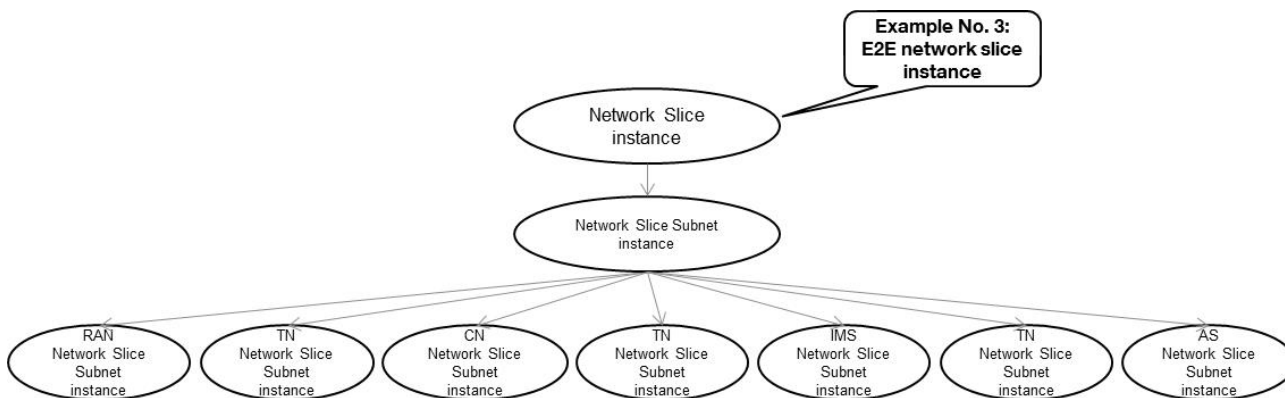 Example No. 3:
E2E network slice
instance
Network Slice
instance
Network Slice Subnet
instance
RAN
Network Slice
Subnet
instance
TN
Network Slice
Subnet
instance
CN
Network Slice
Subnet
instance
TN
Network Slice
Subnet
instance
IMS
Network Slice
Subnet
instance
TN
Network Slice
Subnet
instance
AS
Network Slice
Subnet
instance